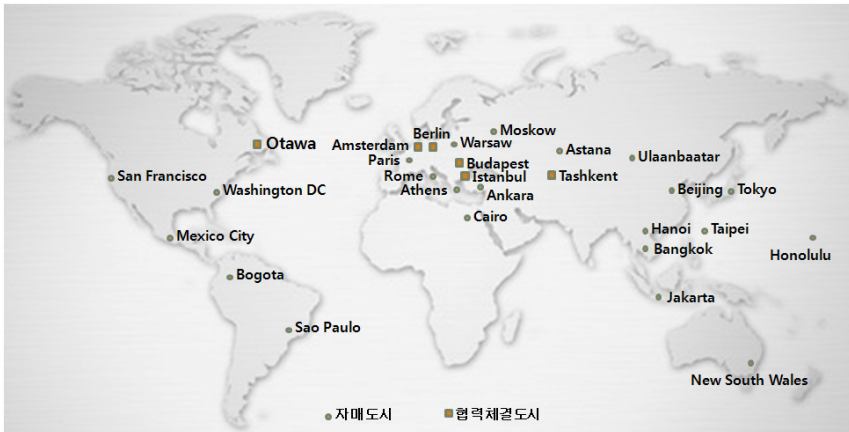 Moskow
Berlin
Otawa
Amsterdam
Warsaw
Astana
Paris
Budapest
Ulaanbaatar
San Francisco
Rome
Istanbul
Tashkent
Washington DC
Athens
Ankara
Beijing
Tokyo
Cairo
Mexico City
Hanoi
Taipei
Bangkok
Honolulu
Bogota
Jakarta
Sao Paulo
New South Wales
자매도시
협력체결도시